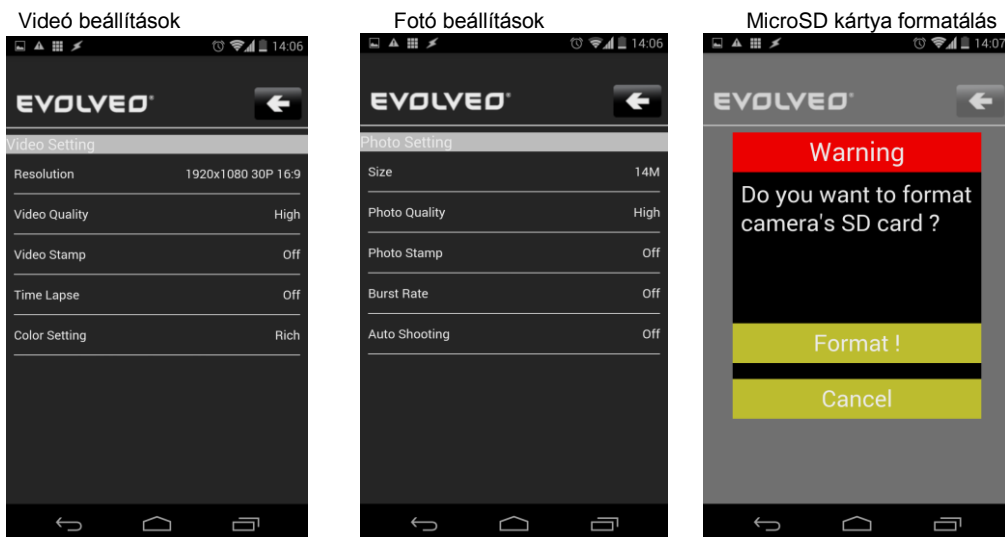 Videó beállítások
14:06
EVOLVEO
Video Setting
Resolution 1920x1080 30P 16:9
Video Quality High
Video Stamp Off
Time Lapse Off
Color Setting Rich
Fotó beállítások
14:06
EVOLVEO
Photo Setting
Size 14M
Photo Quality High
Photo Stamp Off
Burst Rate Off
Auto Shooting Off
MicroSD kártya formatálás
14:07
EVOLVEO
Warning
Do you want to format
camera's SD card ?
Format !
Cancel